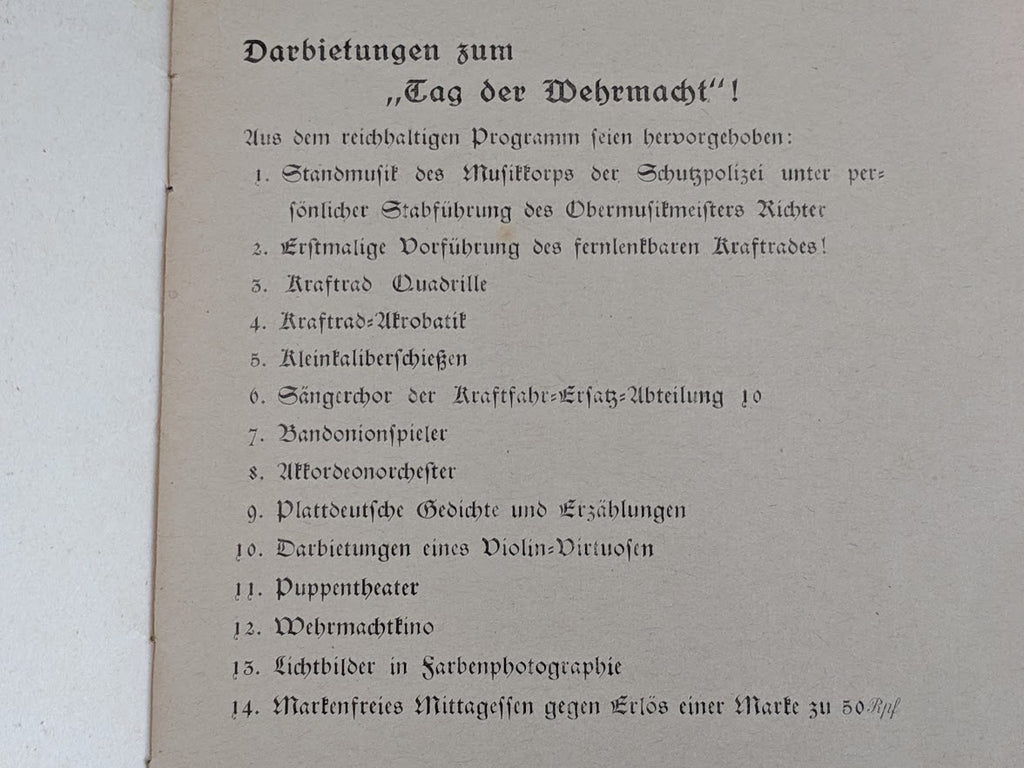 Darbietungen zum
„Tag der Wehrmacht“!
Aus dem reichhaltigen Programm seien hervorgehoben:
1. Standmusik des Musikkorps der Schutzpolizei unter per-
sönlicher Stabführung des Obermusikmeisters Richter
2. Erstmalige Vorführung des fernlenkbaren Kraftrades!
3. Kraftrad Quadrille
4. Kraftrad-Akrobatik
5. Kleinkaliberschießen
6. Sängerchor der Kraftfahr-Ersatz-Abteilung 10
7. Bandonionspieler
8. Akkordeonorchester
9. Plattdeutsche Gedichte und Erzählungen
10. Darbietungen eines Violin-Virtuosen
11. Puppentheater
12. Wehrmachtkino
13. Lichtbilder in Farbenphotographie
14. Markenfreies Mittagessen gegen Erlös einer Marke zu 50 Rpf